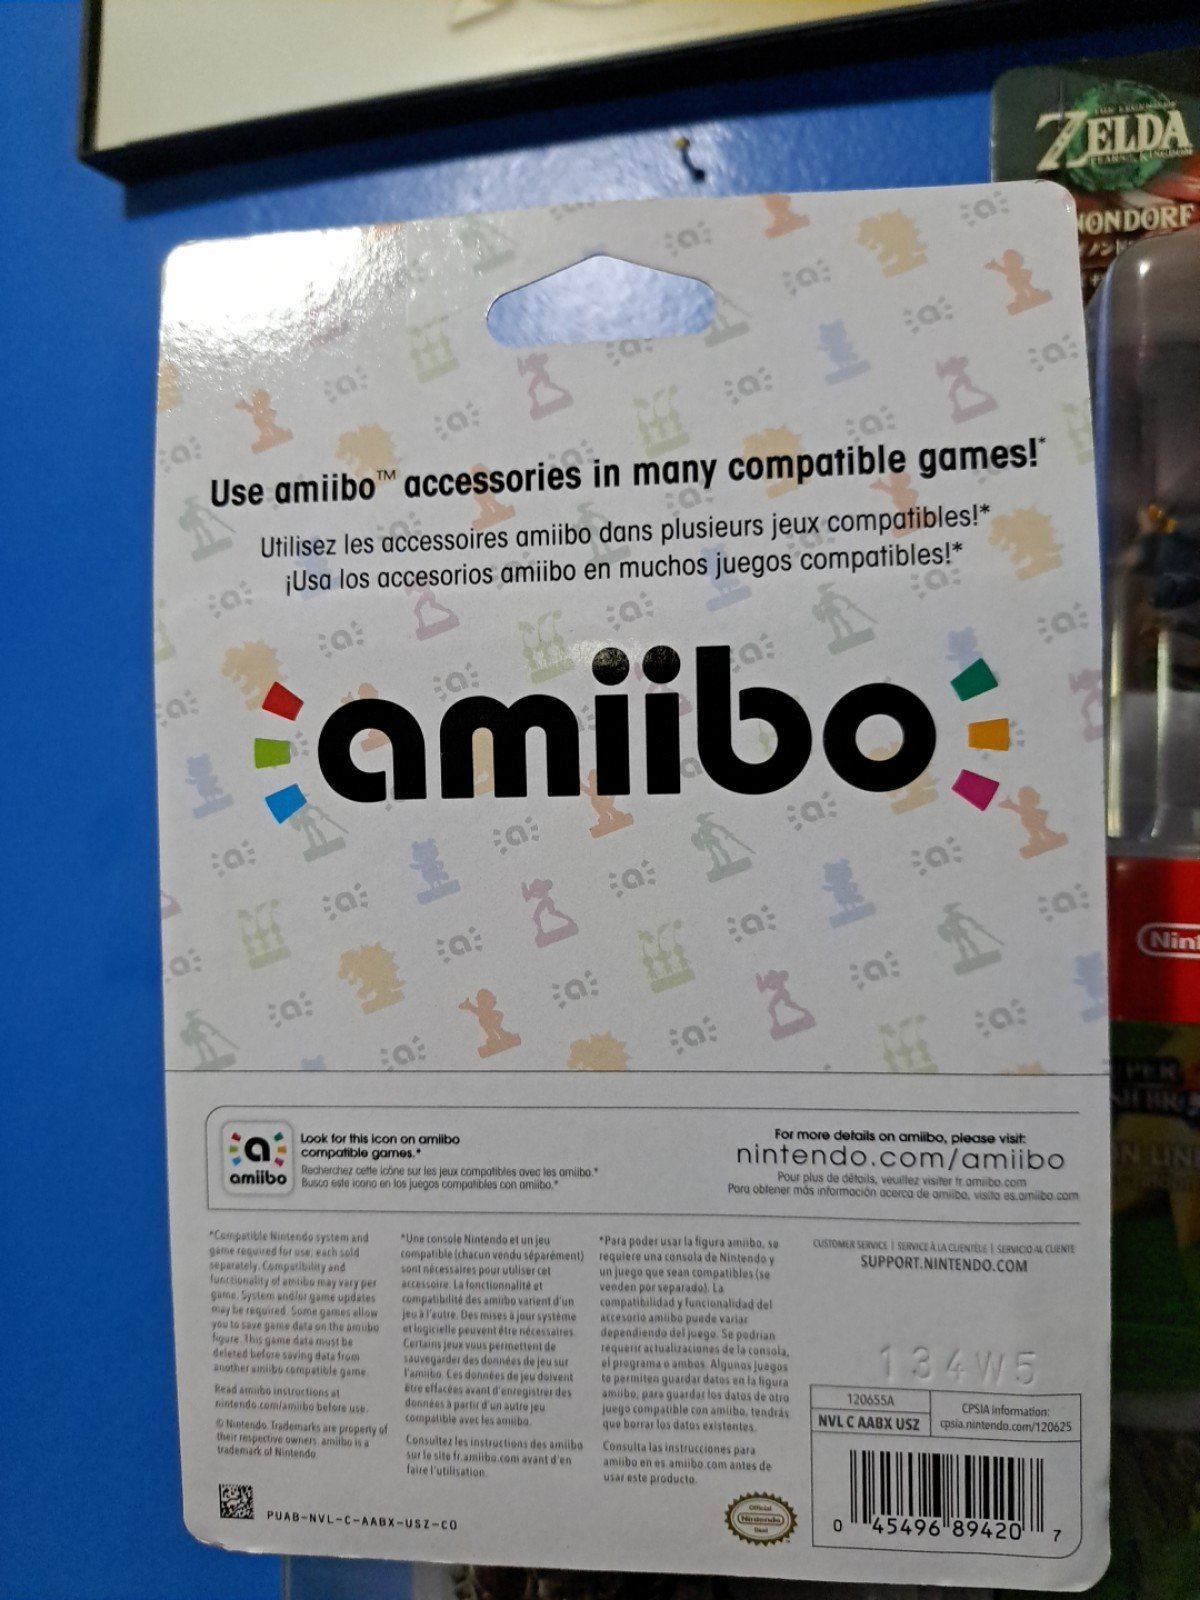 ZELDA
NONDORF
Use amiibo™ accessories in many compatible games!*
Utilisez les accessoires amiibo dans plusieurs jeux compatibles!*
¡Usa los accesorios amiibo en muchos juegos compatibles!*
amiibo
Look for this icon on amiibo
compatible games.*
Recherchez cette icône sur les jeux compatibles avec les amiibo.*
Busca este icono en los juegos compatibles con amiibo.*
a
amiibo
For more details on amiibo, please visit:
nintendo.com/amiibo
Pour plus de détails, veuillez visiter fr.amiibo.com
Para obtener más información acerca de amiibo, visita es.amiibo.com
*Compatible Nintendo system and
game required for use; each sold
separately. Compatibility and
functionality of amiibo may vary per
game. System and/or game updates
may be required. Some games allow
you to save game data on the amiibo
figure. This game data must be
deleted before saving data from
another amiibo compatible game.
Read amiibo instructions at
nintendo.com/amiibo before use.
© Nintendo. Trademarks are property of
their respective owners. amiibo is a
trademark of Nintendo.
*Une console Nintendo et un jeu
compatible (chacun vendu séparément)
sont nécessaires pour utiliser cet
accessoire. La fonctionnalité et
compatibilité des amiibo varient d'un
jeu à l'autre. Des mises à jour système
et logicielle peuvent être nécessaires.
Certains jeux vous permettent de
sauvegarder des données de jeu sur
l'amiibo. Ces données de jeu doivent
être effacées avant d'enregistrer des
données à partir d'un autre jeu
compatible avec les amiibo.
Consultez les instructions des amiibo
sur le site fr.amiibo.com avant d'en
faire l'utilisation.
*Para poder usar la figura amiibo, se
requiere una consola de Nintendo y
un juego que sean compatibles (se
venden por separado). La
compatibilidad y funcionalidad del
accesorio amiibo puede variar
dependiendo del juego. Se podrían
requerir actualizaciones de la consola,
el programa o ambos. Algunos juegos
te permiten guardar datos en la figura
amiibo; para guardar los datos de otro
juego compatible con amiibo, tendrás
que borrar los datos existentes.
Consulta las instrucciones para
amiibo en es.amiibo.com antes de
usar este producto.
CUSTOMER SERVICE | SERVICE À LA CLIENTÈLE | SERVICIO AL CLIENTE
SUPPORT.NINTENDO.COM
134W5
120655A
NVL C AABX USZ
CPSIA information:
cpsia.nintendo.com/120625
0 45496 89420 7
Official
Nintendo
Seal
PUAB-NVL-C-AABX-USZ-CO
Nin